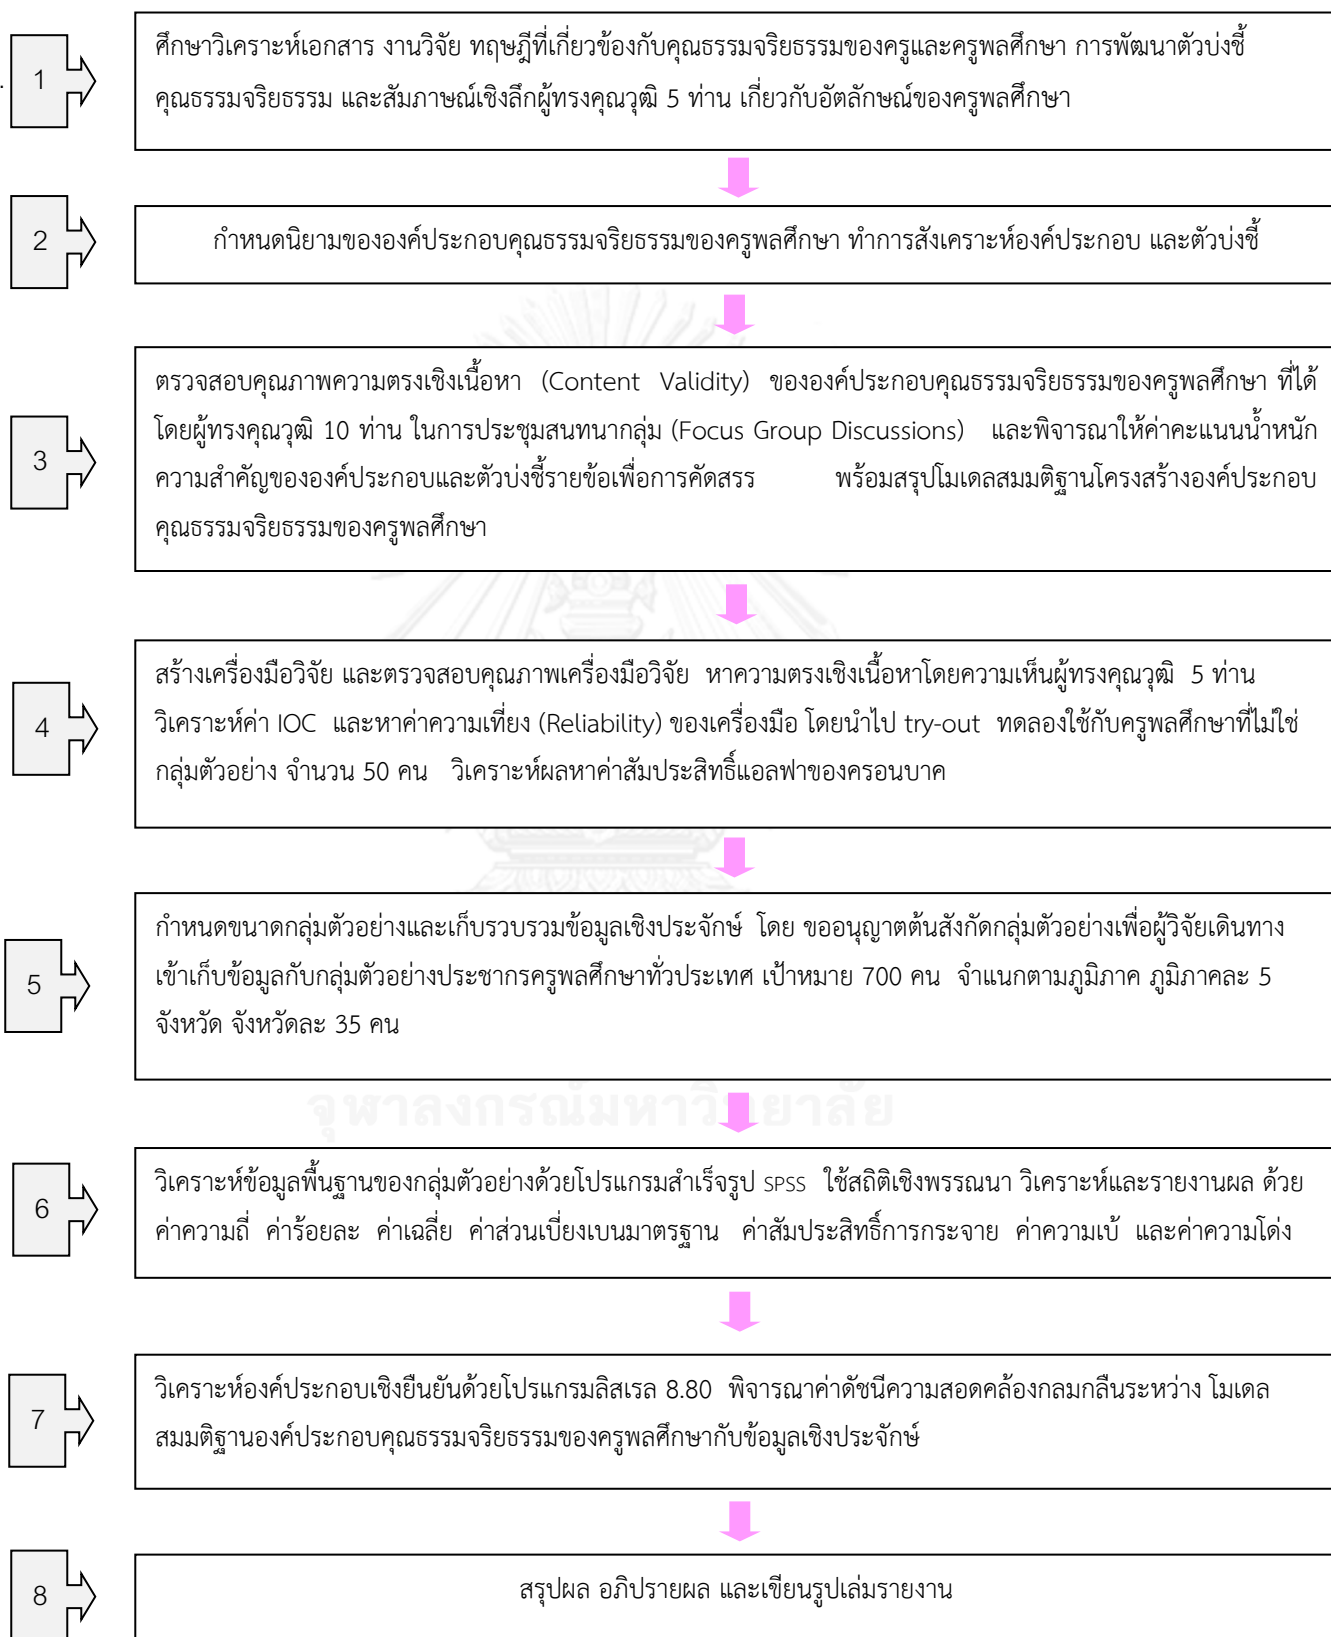 1
ศึกษาวิเคราะห์เอกสาร งานวิจัย ทฤษฎีที่เกี่ยวข้องกับคุณธรรมจริยธรรมของครูและครูพลศึกษา การพัฒนาตัวบ่งชี้
คุณธรรมจริยธรรม และสัมภาษณ์เชิงลึกผู้ทรงคุณวุฒิ 5 ท่าน เกี่ยวกับอัตลักษณ์ของครูพลศึกษา
2
กำหนดนิยามขององค์ประกอบคุณธรรมจริยธรรมของครูพลศึกษา ทำการสังเคราะห์องค์ประกอบ และตัวบ่งชี้
3
ตรวจสอบคุณภาพความตรงเชิงเนื้อหา (Content Validity) ขององค์ประกอบคุณธรรมจริยธรรมของครูพลศึกษา ที่ได้
โดยผู้ทรงคุณวุฒิ 10 ท่าน ในการประชุมสนทนากลุ่ม (Focus Group Discussions) และพิจารณาให้ค่าคะแนนน้ำหนัก
ความสำคัญขององค์ประกอบและตัวบ่งชี้รายข้อเพื่อการคัดสรร พร้อมสรุปโมเดลสมมติฐานโครงสร้างองค์ประกอบ
คุณธรรมจริยธรรมของครูพลศึกษา
4
สร้างเครื่องมือวิจัย และตรวจสอบคุณภาพเครื่องมือวิจัย หาความตรงเชิงเนื้อหาโดยความเห็นผู้ทรงคุณวุฒิ 5 ท่าน
วิเคราะห์ค่า IOC และหาค่าความเที่ยง (Reliability) ของเครื่องมือ โดยนำไป try-out ทดลองใช้กับครูพลศึกษาที่ไม่ใช่
กลุ่มตัวอย่าง จำนวน 50 คน วิเคราะห์ผลหาค่าสัมประสิทธิ์แอลฟาของครอนบาค
5
กำหนดขนาดกลุ่มตัวอย่างและเก็บรวบรวมข้อมูลเชิงประจักษ์ โดย ขออนุญาตต้นสังกัดกลุ่มตัวอย่างเพื่อผู้วิจัยเดินทาง
เข้าเก็บข้อมูลกับกลุ่มตัวอย่างประชากรครูพลศึกษาทั่วประเทศ เป้าหมาย 700 คน จำแนกตามภูมิภาค ภูมิภาคละ 5
จังหวัด จังหวัดละ 35 คน
จุฬาลงกรณ์มหาวิทยาลัย
6
วิเคราะห์ข้อมูลพื้นฐานของกลุ่มตัวอย่างด้วยโปรแกรมสำเร็จรูป SPSS ใช้สถิติเชิงพรรณนา วิเคราะห์และรายงานผล ด้วย
ค่าความถี่ ค่าร้อยละ ค่าเฉลี่ย ค่าส่วนเบี่ยงเบนมาตรฐาน ค่าสัมประสิทธิ์การกระจาย ค่าความเบ้ และค่าความโด่ง
7
วิเคราะห์องค์ประกอบเชิงยืนยันด้วยโปรแกรมลิสเรล 8.80 พิจารณาค่าดัชนีความสอดคล้องกลมกลืนระหว่าง โมเดล
สมมติฐานองค์ประกอบคุณธรรมจริยธรรมของครูพลศึกษากับข้อมูลเชิงประจักษ์
8
สรุปผล อภิปรายผล และเขียนรูปเล่มรายงาน